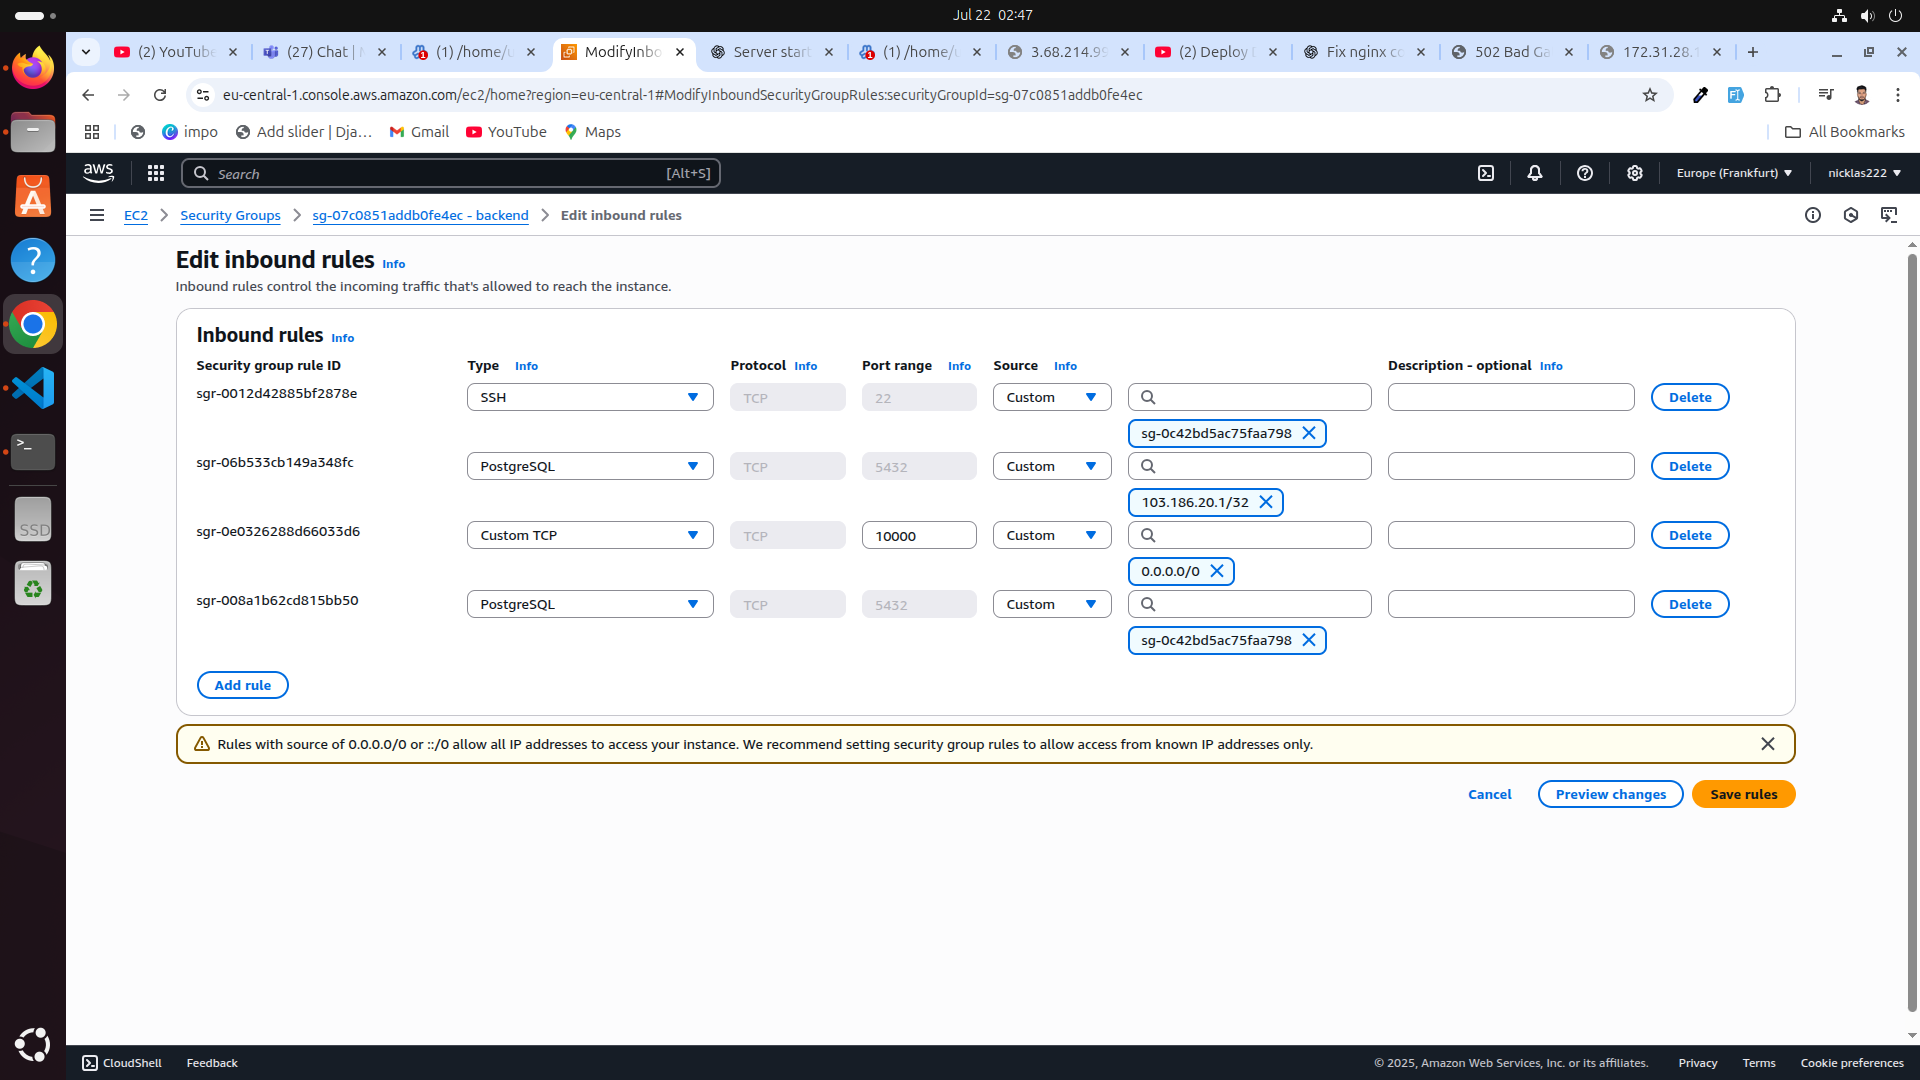 Jul 22 02:47
(2) YouTube
(27) Chat |
(1) /home/u
ModifyInbo
Server star
(1) /home/u
3.68.214.99
(2) Deploy
Fix nginx co
502 Bad Ga
172.31.28.
eu-central-1.console.aws.amazon.com/ec2/home?region=eu-central-1#ModifyInboundSecurityGroupRules:securityGroupId=sg-07c0851addb0fe4ec
impo
Add slider | Dja...
Gmail
YouTube
Maps
All Bookmarks
aws
Search
[Alt+S]
Europe (Frankfurt)
nicklas222
EC2
Security Groups
sg-07c0851addb0fe4ec - backend
Edit inbound rules
Edit inbound rules Info
Inbound rules control the incoming traffic that's allowed to reach the instance.
Inbound rules Info
Security group rule ID Type Info Protocol Info Port range Info Source Info Description - optional Info
sgr-0012d42885bf2878e SSH TCP 22 Custom Delete
sg-0c42bd5ac75faa798
sgr-06b533cb149a348fc PostgreSQL TCP 5432 Custom Delete
103.186.20.1/32
sgr-0e0326288d66033d6 Custom TCP TCP 10000 Custom Delete
0.0.0.0/0
sgr-008a1b62cd815bb50 PostgreSQL TCP 5432 Custom Delete
sg-0c42bd5ac75faa798
Add rule
Rules with source of 0.0.0.0/0 or ::/0 allow all IP addresses to access your instance. We recommend setting security group rules to allow access from known IP addresses only.
Cancel
Preview changes
Save rules
SSD
CloudShell
Feedback
© 2025, Amazon Web Services, Inc. or its affiliates.
Privacy
Terms
Cookie preferences